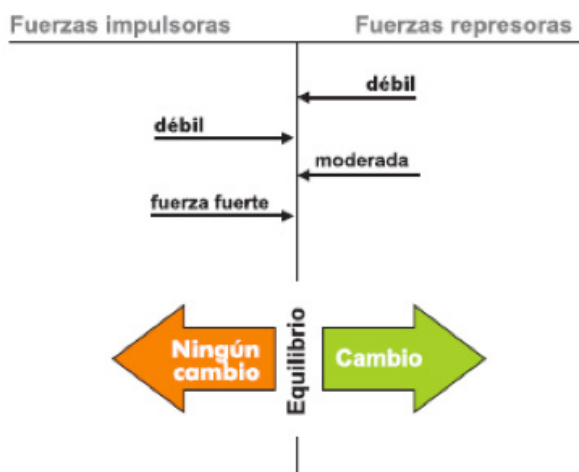 Fuerzas impulsoras
Fuerzas represoras
débil
débil
moderada
fuerza fuerte
Ningún
cambio
Equilibrio
Cambio